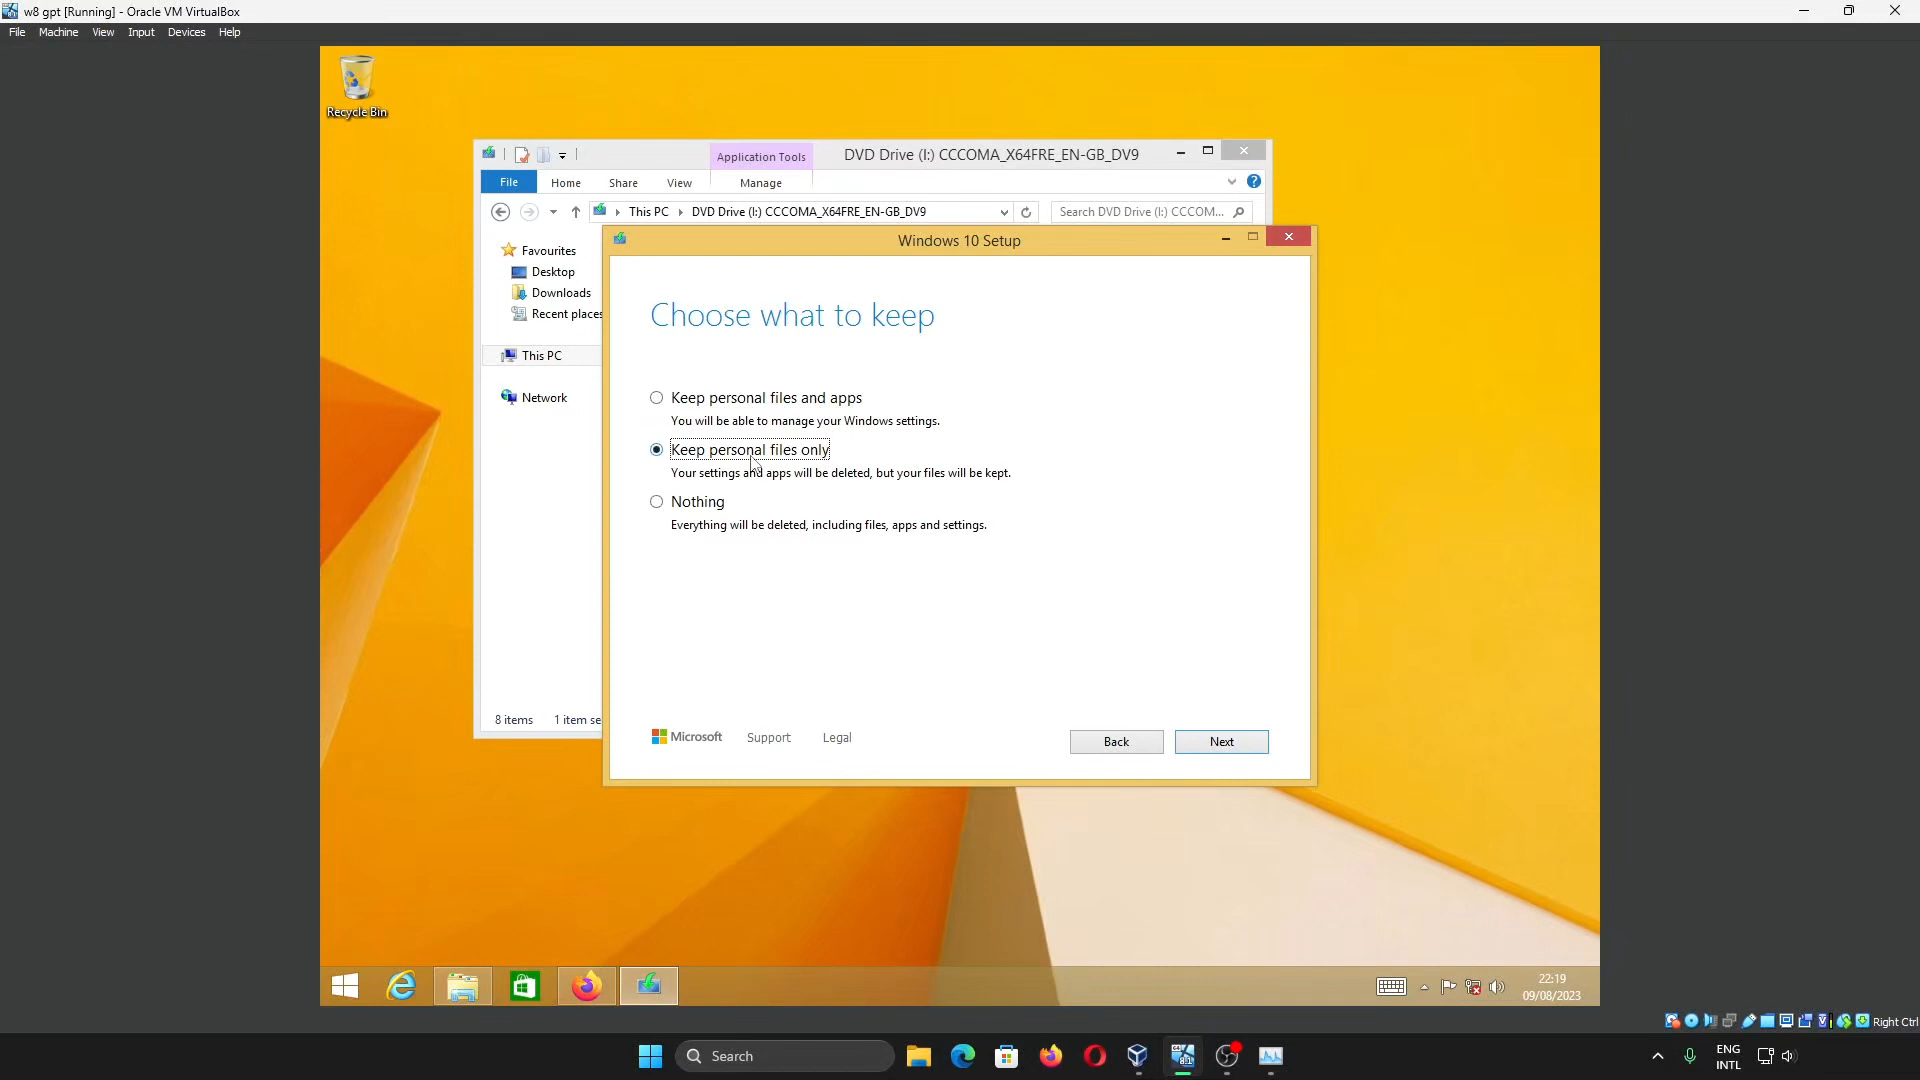 w8 gpt [Running] - Oracle VM VirtualBox
File Machine View Input Devices Help
Recycle Bin
Application Tools
DVD Drive (I:) CCCOMA_X64FRE_EN-GB_DV9
File Home Share View Manage
This PC DVD Drive (I:) CCCOMA_X64FRE_EN-GB_DV9
Search DVD Drive (I:) CCCOM...
Favourites
Desktop
Downloads
Recent places
This PC
Network
8 items 1 item se
Windows 10 Setup
Choose what to keep
Keep personal files and apps
You will be able to manage your Windows settings.
Keep personal files only
Your settings and apps will be deleted, but your files will be kept.
Nothing
Everything will be deleted, including files, apps and settings.
Microsoft Support Legal
Back Next
22:19
09/08/2023
Right Ctrl
Search
ENG
INTL